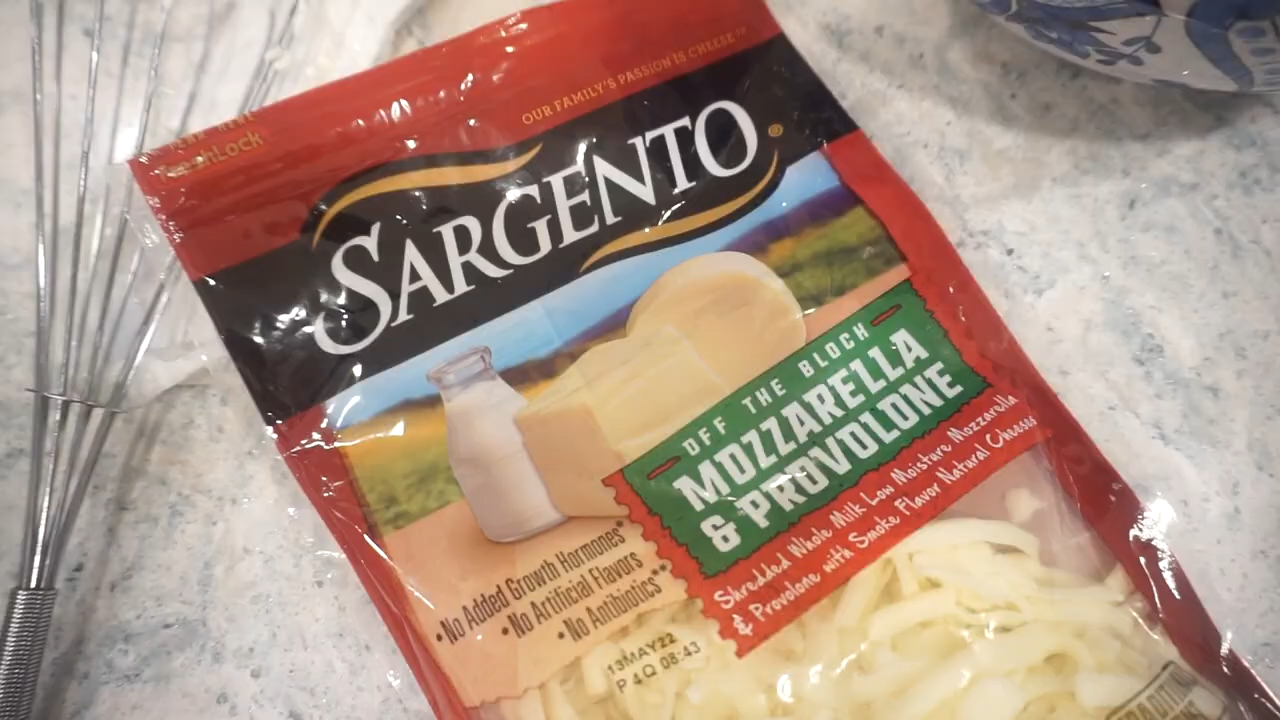 OUR FAMILY'S PASSION IS CHEESE™
FreshLock
SARGENTO®
OFF THE BLOCK
MOZZARELLA
& PROVOLONE
Shredded Whole Milk Low Moisture Mozzarella
& Provolone with Smoke Flavor Natural Cheeses
•No Added Growth Hormones*
•No Artificial Flavors
•No Antibiotics**
13MAY22
P 4Q 08:43